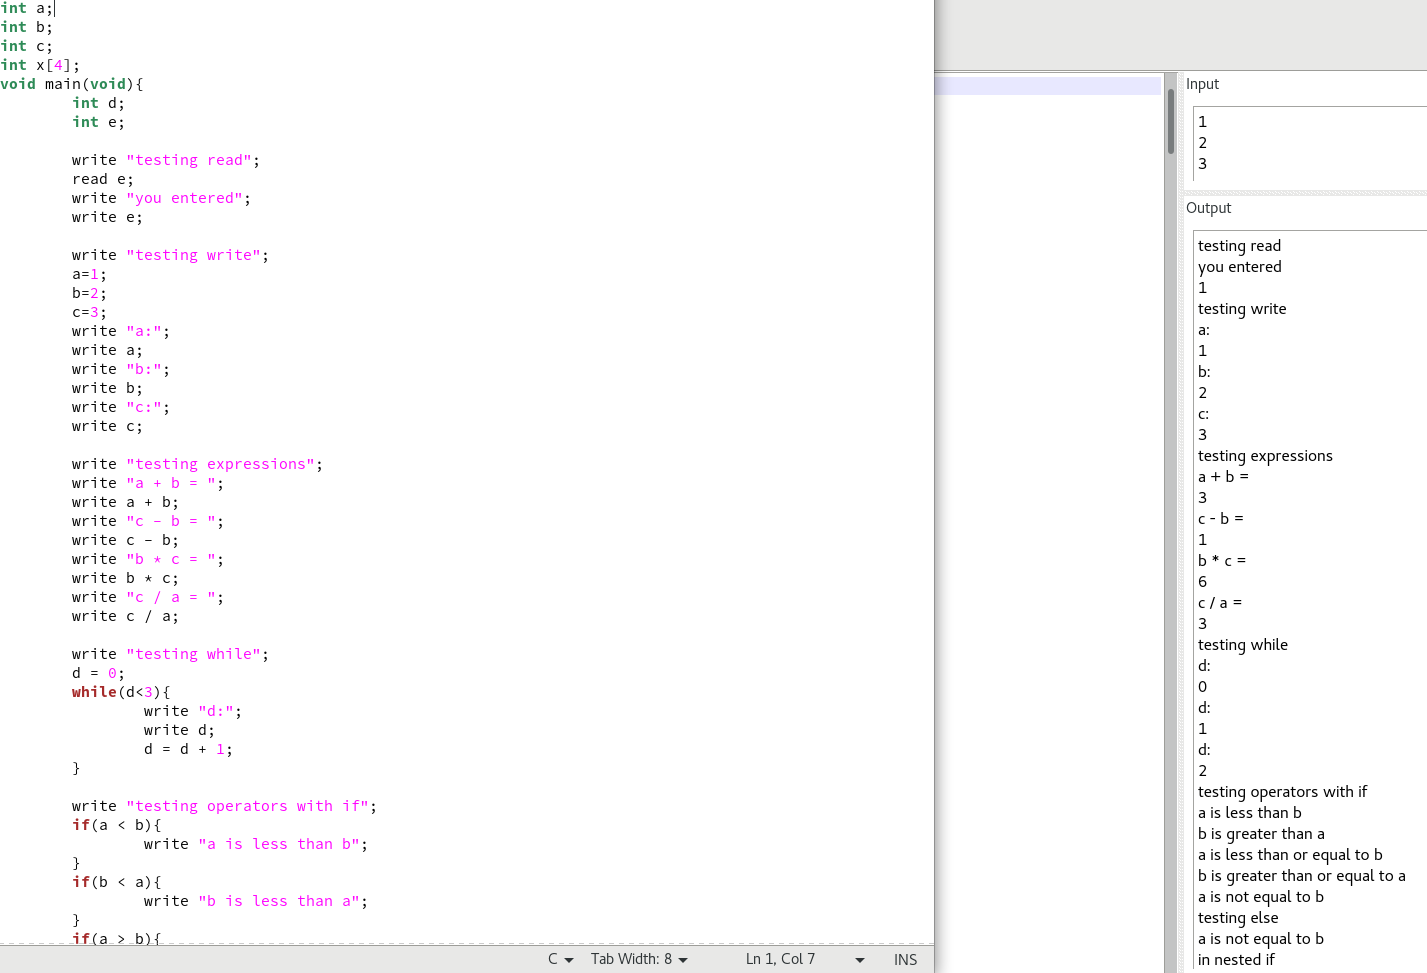 int a;
int b;
int c;
int x[4];
void main(void){
        int d;
        int e;

        write "testing read";
        read e;
        write "you entered";
        write e;

        write "testing write";
        a=1;
        b=2;
        c=3;
        write "a:";
        write a;
        write "b:";
        write b;
        write "c:";
        write c;

        write "testing expressions";
        write "a + b = ";
        write a + b;
        write "c - b = ";
        write c - b;
        write "b * c = ";
        write b * c;
        write "c / a = ";
        write c / a;

        write "testing while";
        d = 0;
        while(d<3){
                write "d:";
                write d;
                d = d + 1;
        }

        write "testing operators with if";
        if(a < b){
                write "a is less than b";
        }
        if(b < a){
                write "b is less than a";
        }
        if(a > b){
C
Tab Width: 8
Ln 1, Col 7
INS
Input
1
2
3
Output
testing read
you entered
1
testing write
a:
1
b:
2
c:
3
testing expressions
a + b =
3
c - b =
1
b * c =
6
c / a =
3
testing while
d:
0
d:
1
d:
2
testing operators with if
a is less than b
b is greater than a
a is less than or equal to b
b is greater than or equal to a
a is not equal to b
testing else
a is not equal to b
in nested if